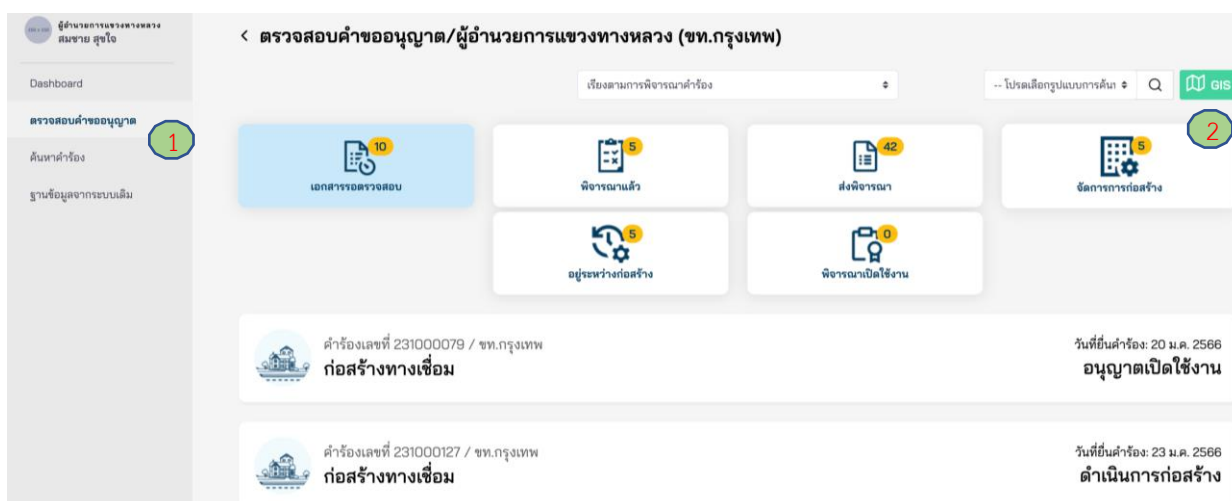 ผู้อำนวยการแขวงทางหลวง
สมชาย สุขใจ
Dashboard
ตรวจสอบคำขออนุญาต
1
ค้นหาคำร้อง
ฐานข้อมูลจากระบบเดิม
< ตรวจสอบคำขออนุญาต/ผู้อำนวยการแขวงทางหลวง (ขท.กรุงเทพ)
เรียงตามการพิจารณาคำร้อง
-- โปรดเลือกรูปแบบการค้น
GIS
2
10
เอกสารรอตรวจสอบ
5
พิจารณาแล้ว
42
ส่งพิจารณา
5
จัดการการก่อสร้าง
5
อยู่ระหว่างก่อสร้าง
0
พิจารณาเปิดใช้งาน
คำร้องเลขที่ 231000079 / ขท.กรุงเทพ
ก่อสร้างทางเชื่อม
วันที่ยื่นคำร้อง: 20 ม.ค. 2566
อนุญาตเปิดใช้งาน
คำร้องเลขที่ 231000127 / ขท.กรุงเทพ
ก่อสร้างทางเชื่อม
วันที่ยื่นคำร้อง: 23 ม.ค. 2566
ดำเนินการก่อสร้าง